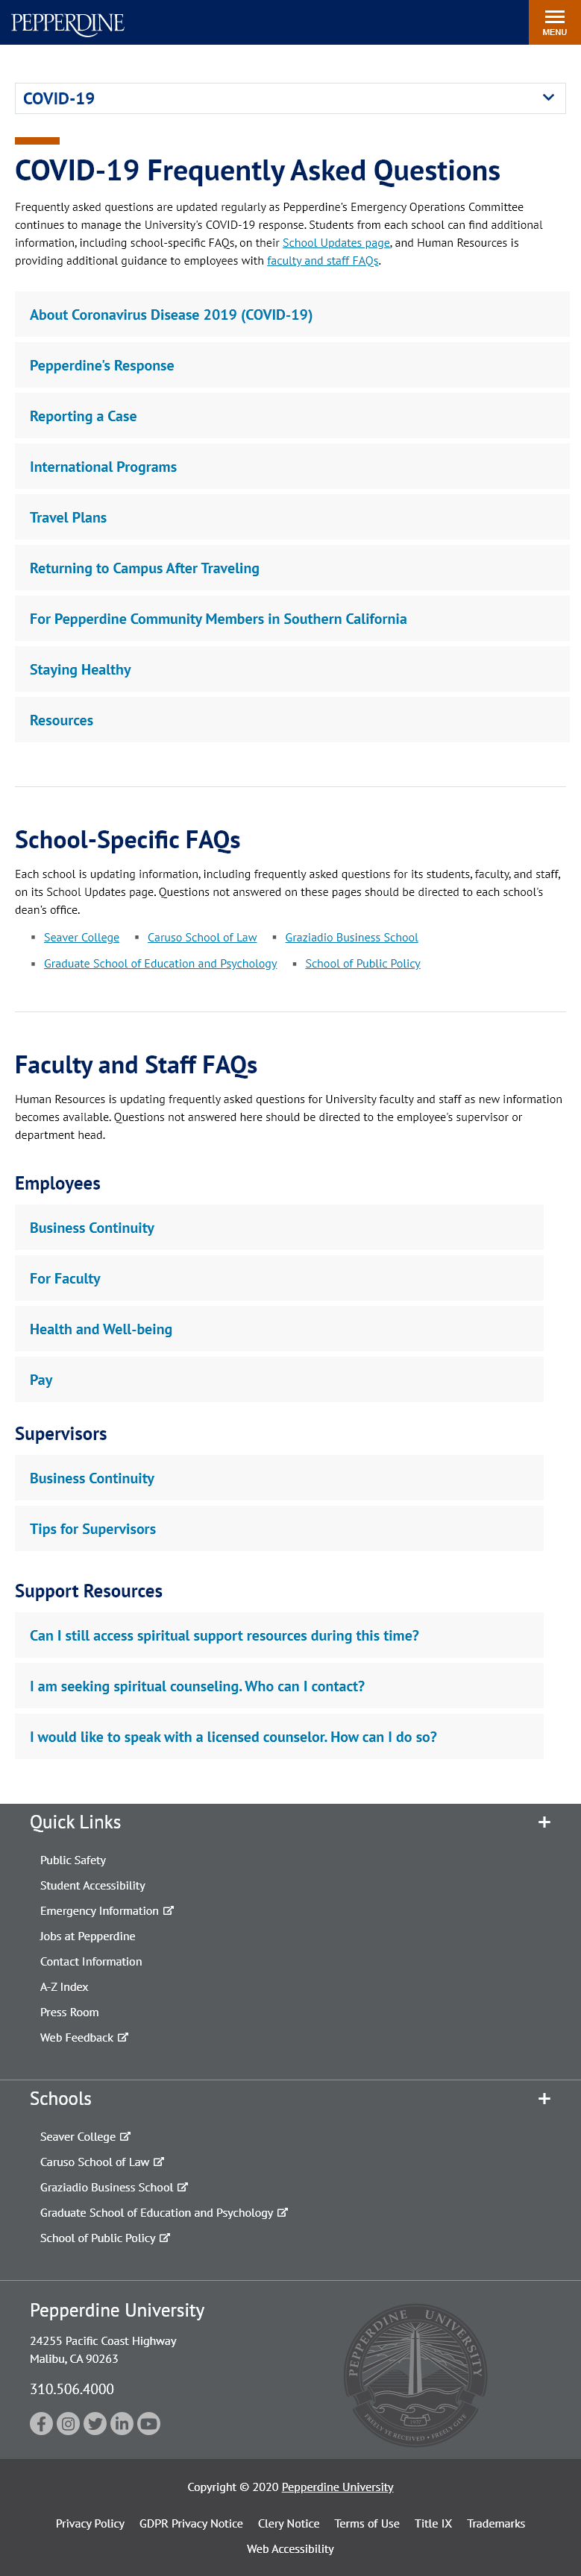 PEPPERDINE
MENU
COVID-19
COVID-19 Frequently Asked Questions
Frequently asked questions are updated regularly as Pepperdine's Emergency Operations Committee
continues to manage the University's COVID-19 response. Students from each school can find additional
information, including school-specific FAQs, on their School Updates page, and Human Resources is
providing additional guidance to employees with faculty and staff FAQs.
About Coronavirus Disease 2019 (COVID-19)
Pepperdine's Response
Reporting a Case
International Programs
Travel Plans
Returning to Campus After Traveling
For Pepperdine Community Members in Southern California
Staying Healthy
Resources
School-Specific FAQs
Each school is updating information, including frequently asked questions for its students, faculty, and staff,
on its School Updates page. Questions not answered on these pages should be directed to each school's
dean's office.
Seaver College
Caruso School of Law
Graziadio Business School
Graduate School of Education and Psychology
School of Public Policy
Faculty and Staff FAQs
Human Resources is updating frequently asked questions for University faculty and staff as new information
becomes available. Questions not answered here should be directed to the employee's supervisor or
department head.
Employees
Business Continuity
For Faculty
Health and Well-being
Pay
Supervisors
Business Continuity
Tips for Supervisors
Support Resources
Can I still access spiritual support resources during this time?
I am seeking spiritual counseling. Who can I contact?
I would like to speak with a licensed counselor. How can I do so?
Quick Links
Public Safety
Student Accessibility
Emergency Information
Jobs at Pepperdine
Contact Information
A-Z Index
Press Room
Web Feedback
Schools
Seaver College
Caruso School of Law
Graziadio Business School
Graduate School of Education and Psychology
School of Public Policy
Pepperdine University
24255 Pacific Coast Highway
Malibu, CA 90263
310.506.4000
PEPPERDINE UNIVERSITY
FREELY YE RECEIVED · FREELY GIVE
Copyright © 2020 Pepperdine University
Privacy Policy GDPR Privacy Notice Clery Notice Terms of Use Title IX Trademarks
Web Accessibility